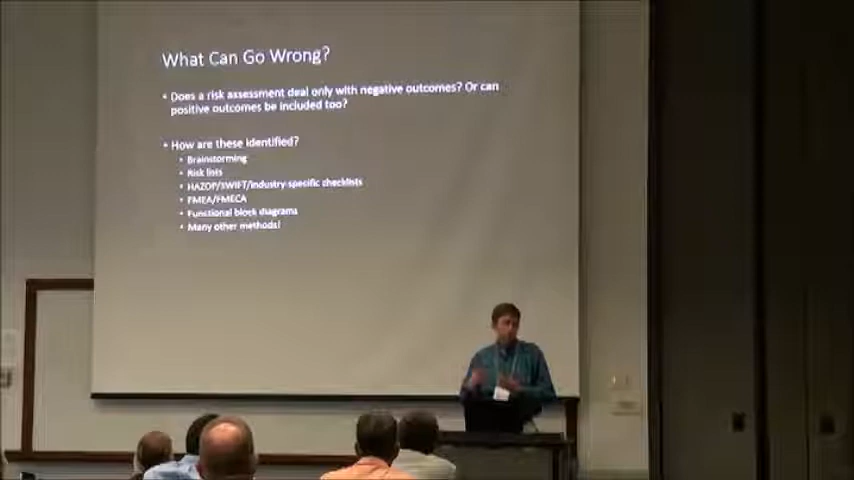 What Can Go Wrong?
• Does a risk assessment deal only with negative outcomes? Or can
positive outcomes be included too?
• How are these identified?
• Brainstorming
• Risk lists
• HAZOP/SWIFT/industry-specific checklists
• FMEA/FMECA
• Functional block diagrams
• Many other methods!